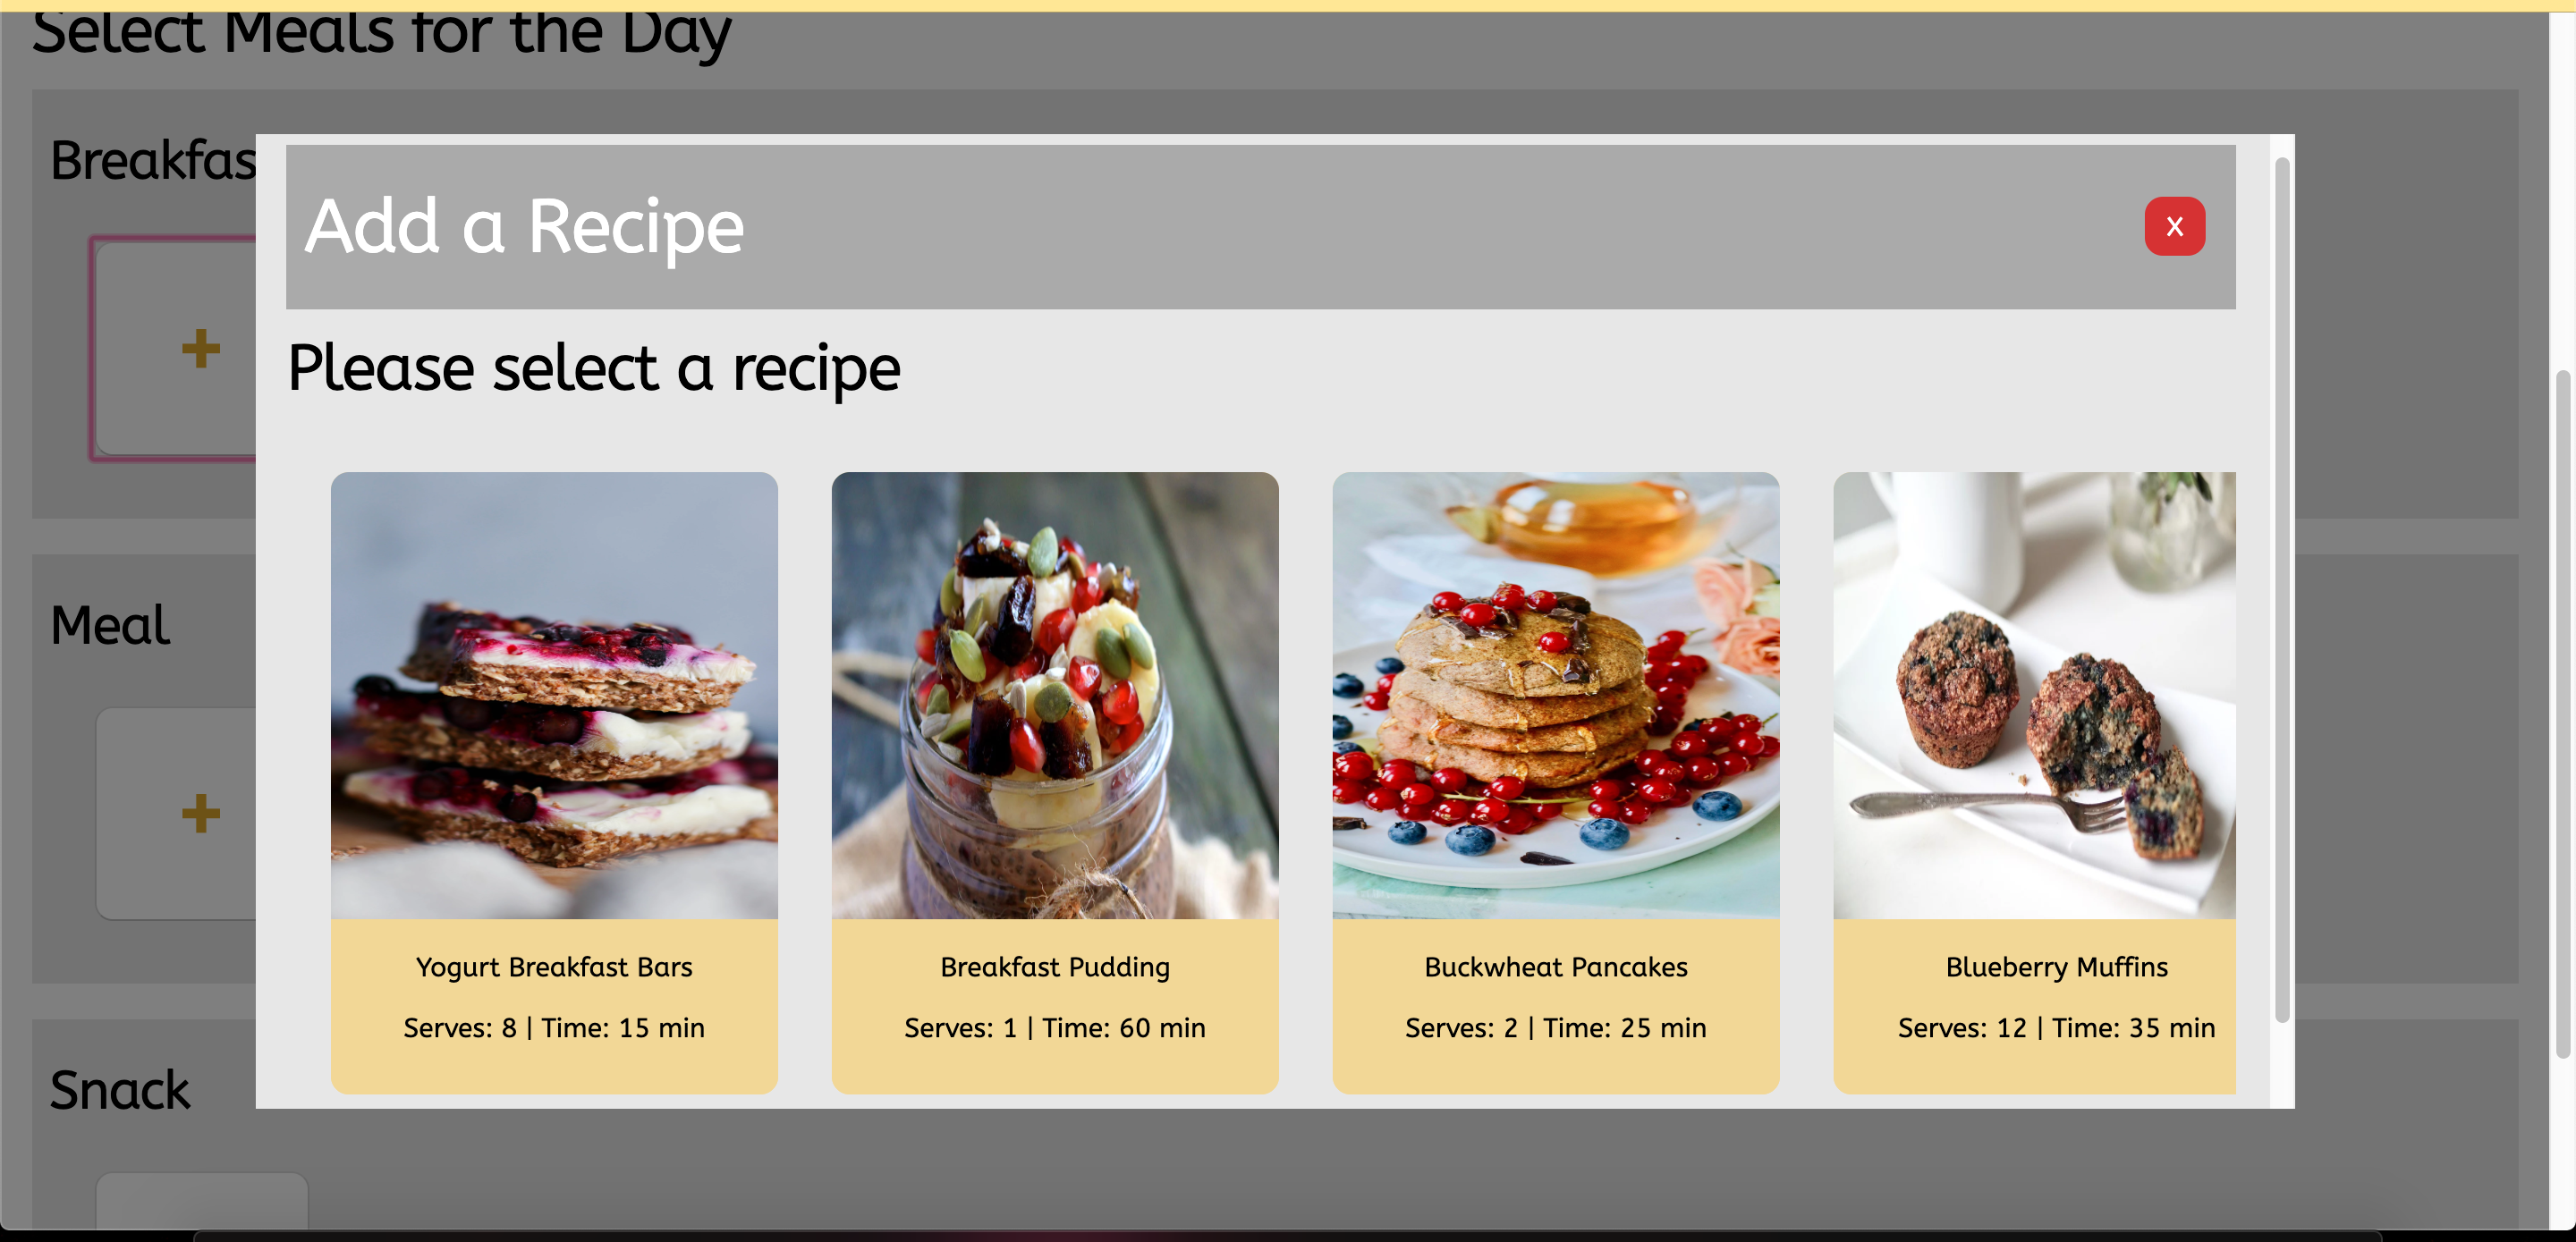 Select Meals for the Day
Breakfas
Add a Recipe
X
Please select a recipe
+
Yogurt Breakfast Bars
Serves: 8 | Time: 15 min
Breakfast Pudding
Serves: 1 | Time: 60 min
Buckwheat Pancakes
Serves: 2 | Time: 25 min
Blueberry Muffins
Serves: 12 | Time: 35 min
Meal
+
Snack